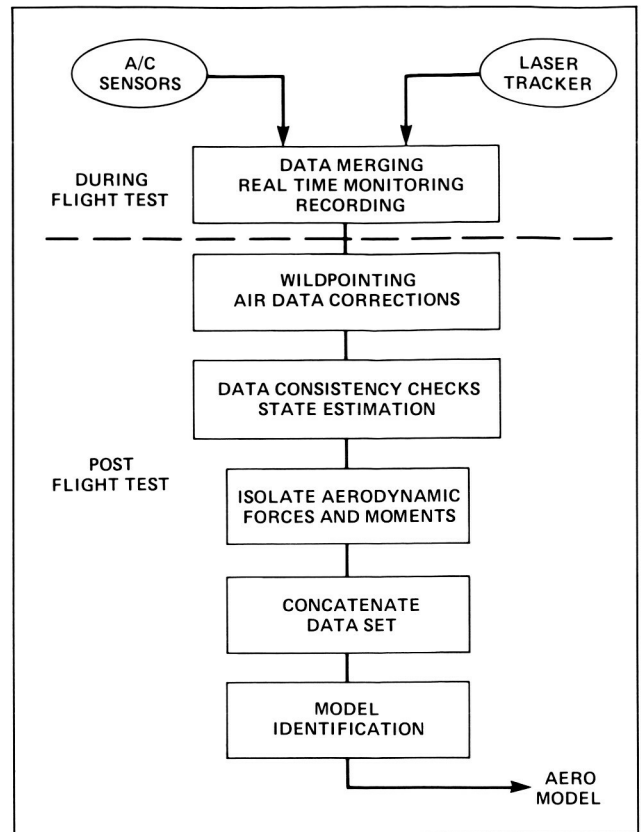 A/C
SENSORS
LASER
TRACKER
DURING
FLIGHT TEST
DATA MERGING
REAL TIME MONITORING
RECORDING
WILDPOINTING
AIR DATA CORRECTIONS
DATA CONSISTENCY CHECKS
STATE ESTIMATION
POST
FLIGHT TEST
ISOLATE AERODYNAMIC
FORCES AND MOMENTS
CONCATENATE
DATA SET
MODEL
IDENTIFICATION
AERO
MODEL